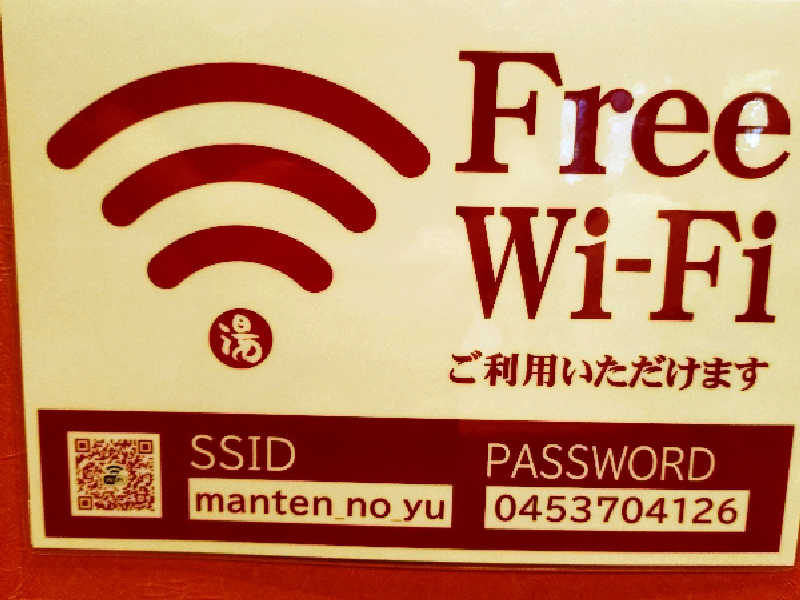 Free
Wi-Fi
湯
ご利用いただけます
SSID
manten_no_yu
PASSWORD
0453704126